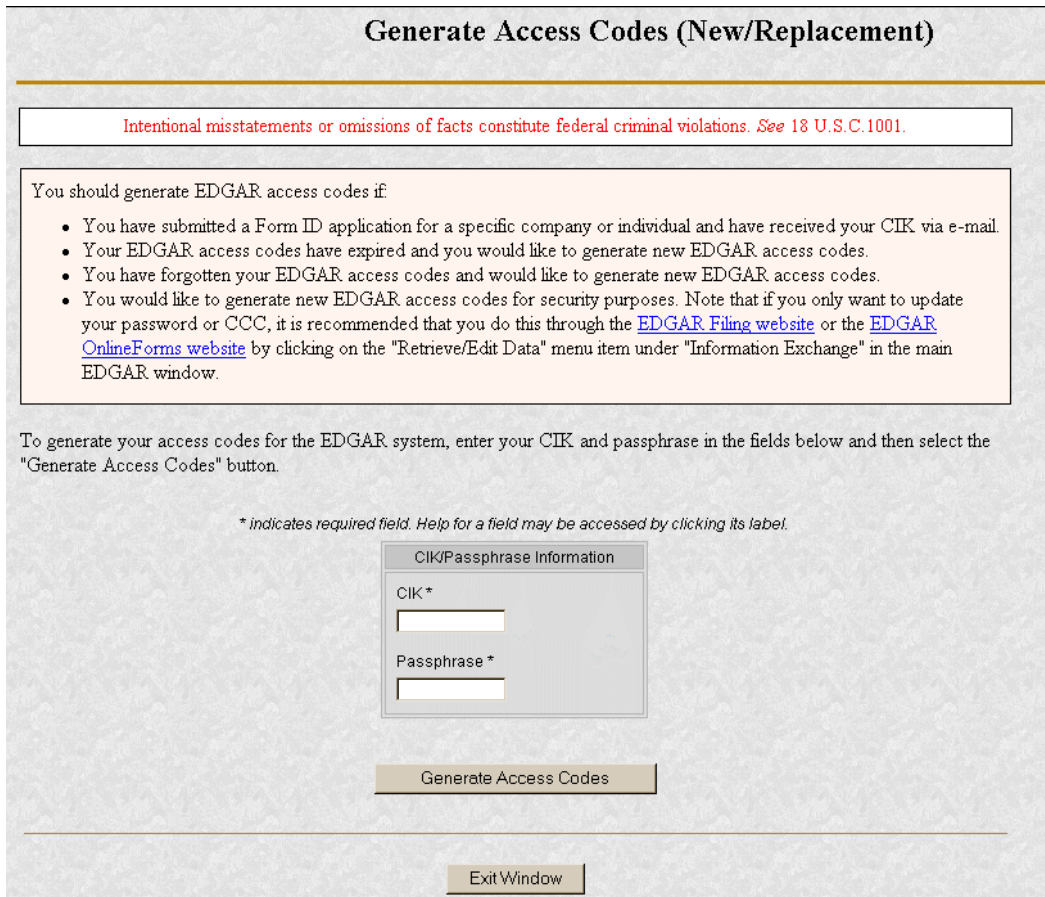 Generate Access Codes (New/Replacement)
Intentional misstatements or omissions of facts constitute federal criminal violations. See 18 U.S.C.1001.
You should generate EDGAR access codes if:
• You have submitted a Form ID application for a specific company or individual and have received your CIK via e-mail.
• Your EDGAR access codes have expired and you would like to generate new EDGAR access codes.
• You have forgotten your EDGAR access codes and would like to generate new EDGAR access codes.
• You would like to generate new EDGAR access codes for security purposes. Note that if you only want to update
your password or CCC, it is recommended that you do this through the EDGAR Filing website or the EDGAR
OnlineForms website by clicking on the "Retrieve/Edit Data" menu item under "Information Exchange" in the main
EDGAR window.
To generate your access codes for the EDGAR system, enter your CIK and passphrase in the fields below and then select the
"Generate Access Codes" button.
* indicates required field. Help for a field may be accessed by clicking its label.
CIK/Passphrase Information
CIK *
Passphrase *
Generate Access Codes
Exit Window